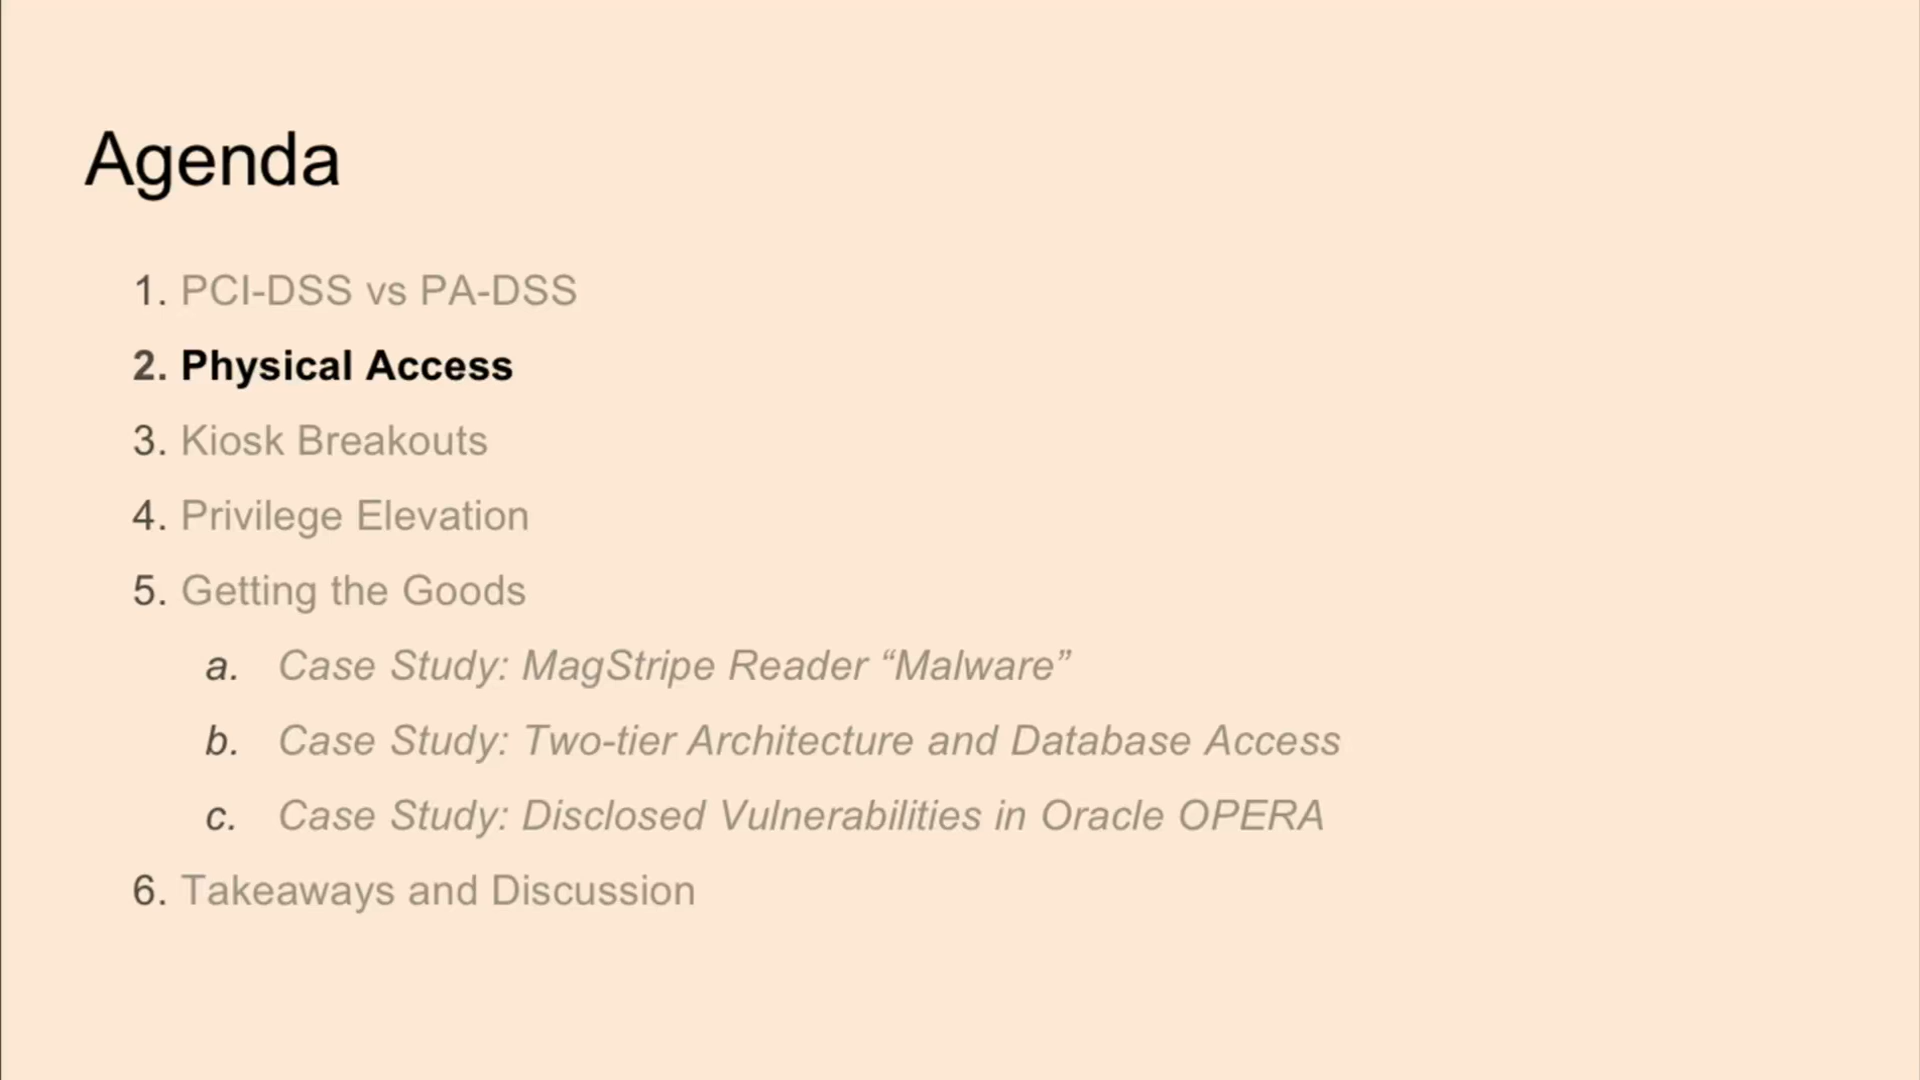 Agenda
1. PCI-DSS vs PA-DSS
2. Physical Access
3. Kiosk Breakouts
4. Privilege Elevation
5. Getting the Goods
a. Case Study: MagStripe Reader “Malware”
b. Case Study: Two-tier Architecture and Database Access
c. Case Study: Disclosed Vulnerabilities in Oracle OPERA
6. Takeaways and Discussion